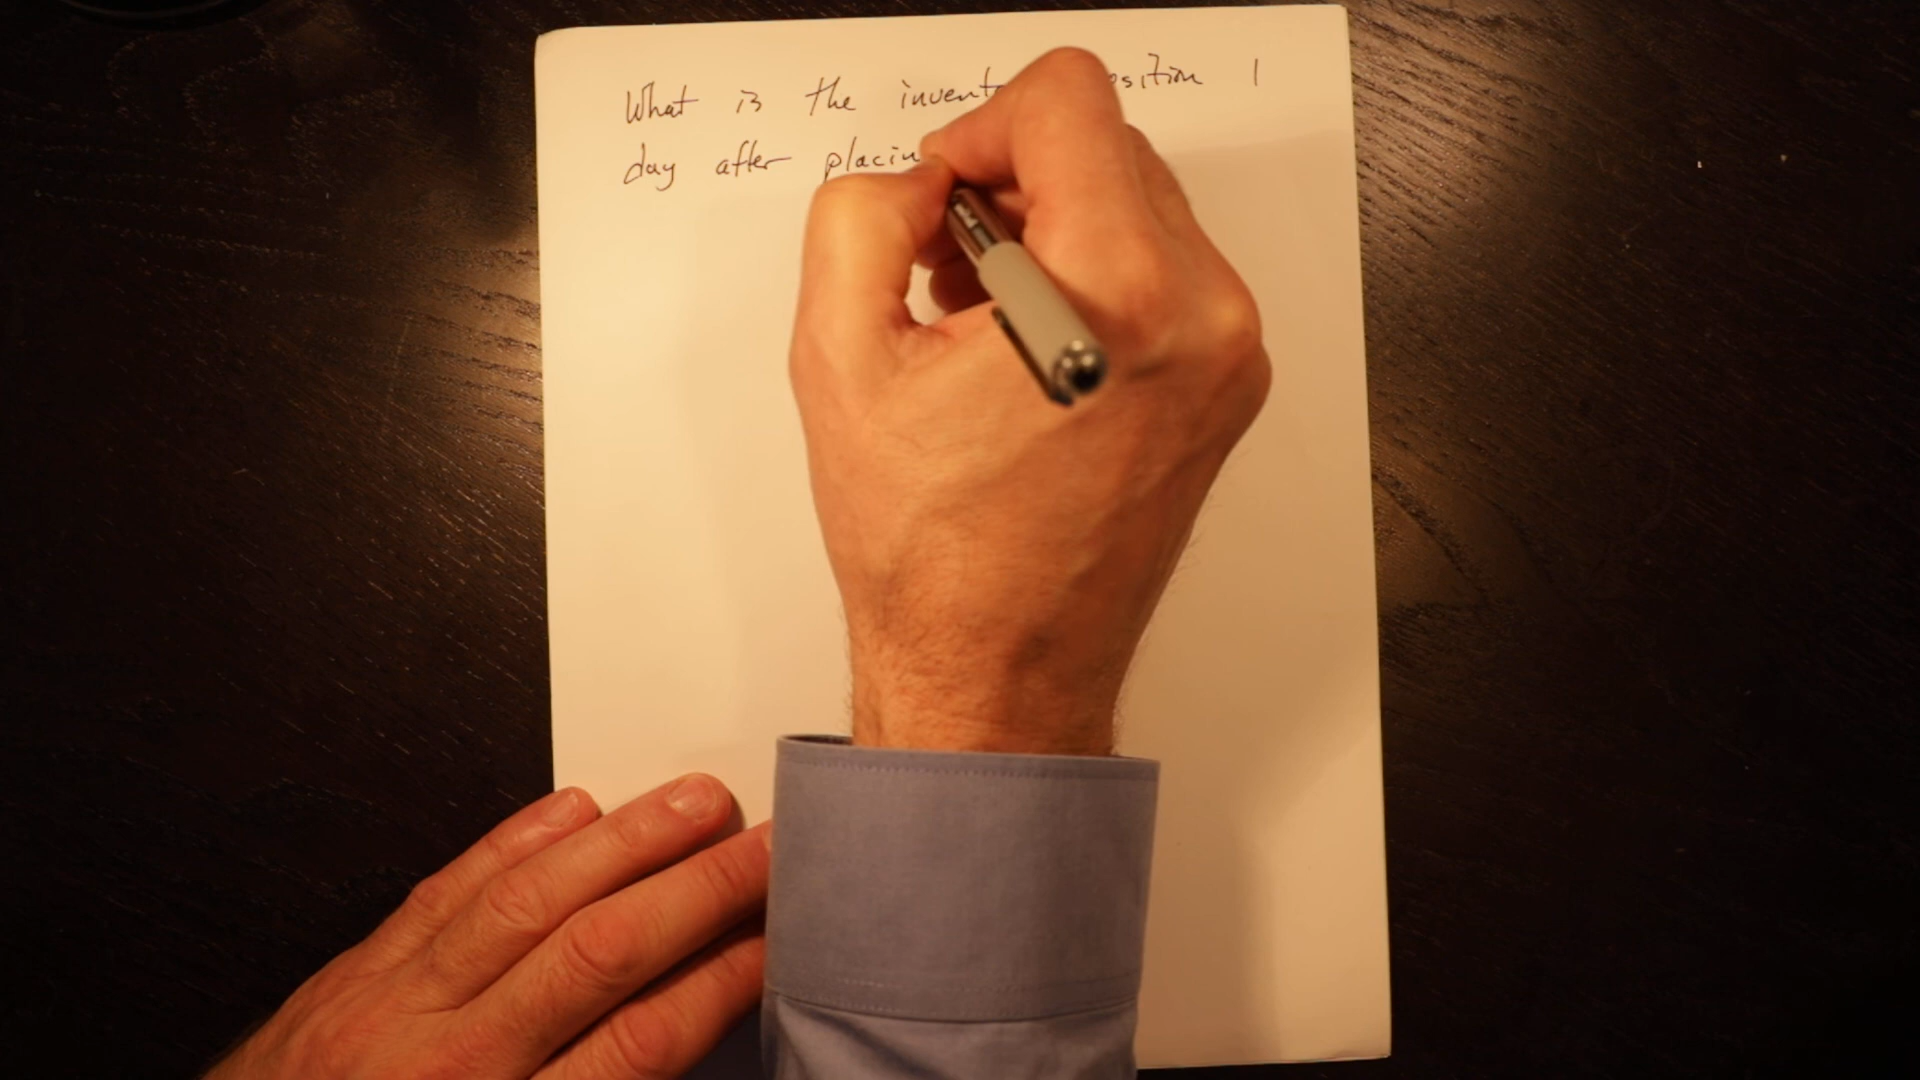 What is the invent osition 1
day after placin